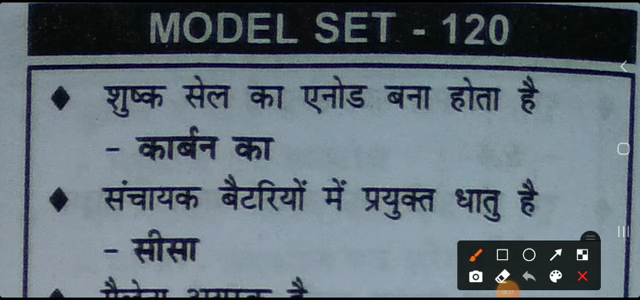 MODEL SET - 120
♦ शुष्क सेल का एनोड बना होता है
- कार्बन का
♦ संचायक बैटरियों में प्रयुक्त धातु है
- सीसा